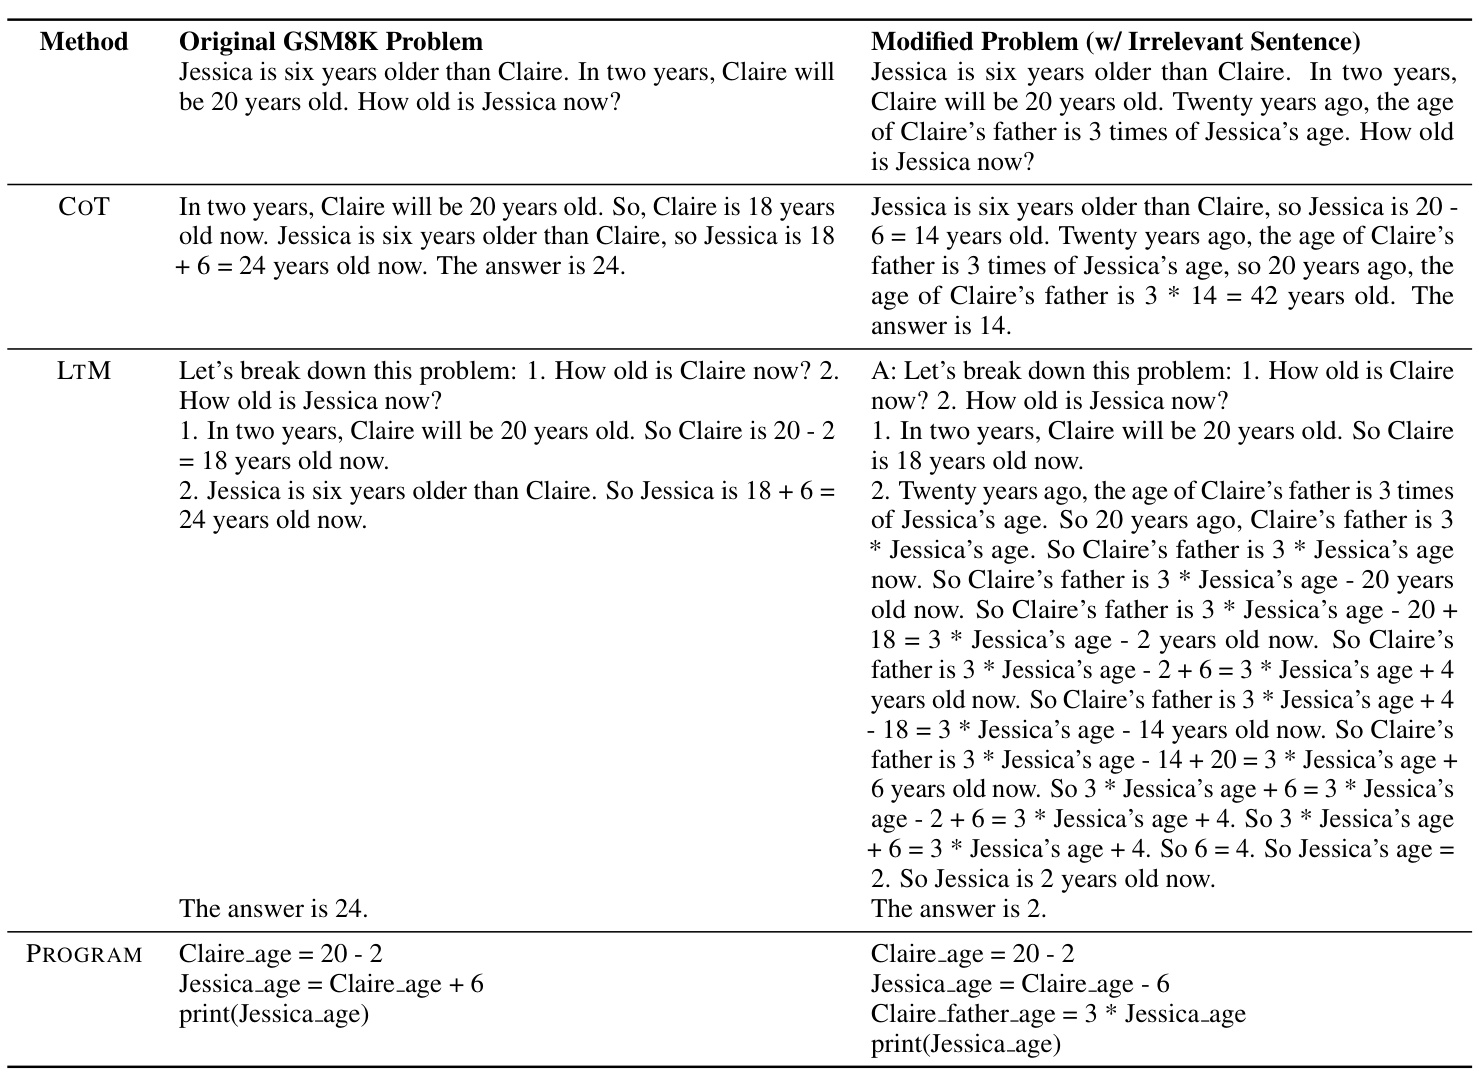 Method
Original GSM8K Problem
Jessica is six years older than Claire. In two years, Claire will
be 20 years old. How old is Jessica now?
Modified Problem (w/ Irrelevant Sentence)
Jessica is six years older than Claire. In two years,
Claire will be 20 years old. Twenty years ago, the age
of Claire's father is 3 times of Jessica's age. How old
is Jessica now?
COT
In two years, Claire will be 20 years old. So, Claire is 18 years
old now. Jessica is six years older than Claire, so Jessica is 18
+ 6 = 24 years old now. The answer is 24.
Jessica is six years older than Claire, so Jessica is 20 -
6 = 14 years old. Twenty years ago, the age of Claire's
father is 3 times of Jessica's age, so 20 years ago, the
age of Claire's father is 3 * 14 = 42 years old. The
answer is 14.
LTM
Let's break down this problem: 1. How old is Claire now? 2.
How old is Jessica now?
1. In two years, Claire will be 20 years old. So Claire is 20 - 2
= 18 years old now.
2. Jessica is six years older than Claire. So Jessica is 18 + 6 =
24 years old now.
The answer is 24.
A: Let's break down this problem: 1. How old is Claire
now? 2. How old is Jessica now?
1. In two years, Claire will be 20 years old. So Claire
is 18 years old now.
2. Twenty years ago, the age of Claire's father is 3 times
of Jessica's age. So 20 years ago, Claire's father is 3
* Jessica's age. So Claire's father is 3 * Jessica's age
now. So Claire's father is 3 * Jessica's age - 20 years
old now. So Claire's father is 3 * Jessica's age - 20 +
18 = 3 * Jessica's age - 2 years old now. So Claire's
father is 3 * Jessica's age - 2 + 6 = 3 * Jessica's age + 4
years old now. So Claire's father is 3 * Jessica's age + 4
- 18 = 3 * Jessica's age - 14 years old now. So Claire's
father is 3 * Jessica's age - 14 + 20 = 3 * Jessica's age +
6 years old now. So 3 * Jessica's age + 6 = 3 * Jessica's
age - 2 + 6 = 3 * Jessica's age + 4. So 3 * Jessica's age
+ 6 = 3 * Jessica's age + 4. So 6 = 4. So Jessica's age =
2. So Jessica is 2 years old now.
The answer is 2.
PROGRAM
Claire_age = 20 - 2
Jessica_age = Claire_age + 6
print(Jessica_age)
Claire_age = 20 - 2
Jessica_age = Claire_age - 6
Claire_father_age = 3 * Jessica_age
print(Jessica_age)